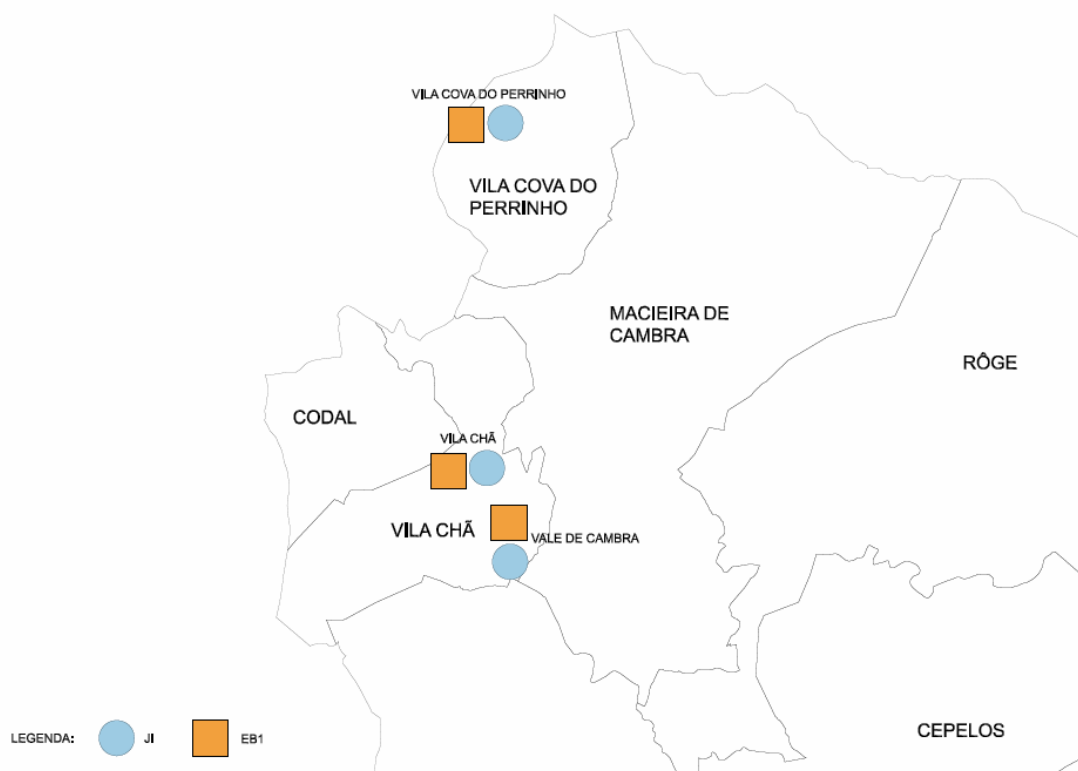 VILA COVA DO PERRINHO
VILA COVA DO
PERRINHO
MACIEIRA DE
CAMBRA
RÔGE
CODAL
VILA CHÃ
VILA CHÃ
VALE DE CAMBRA
CEPELOS
LEGENDA: JI EB1